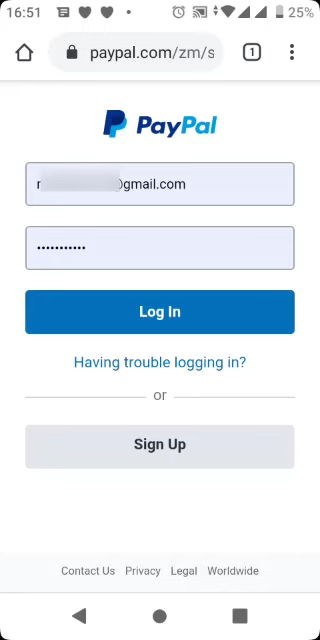 16:51
25%
paypal.com/zm/s
1
PayPal
@gmail.com
Log In
Having trouble logging in?
or
Sign Up
Contact Us Privacy Legal Worldwide